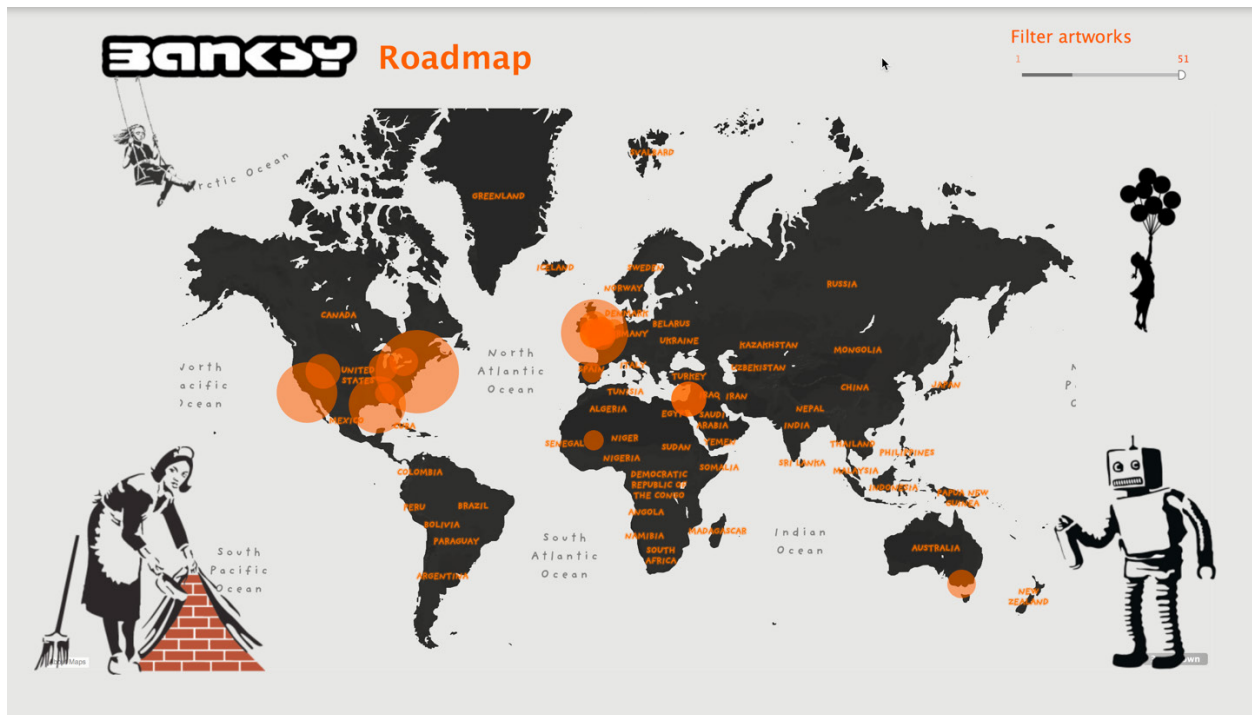 BANKSY Roadmap
Filter artworks
1 51
Arctic Ocean
SVALBARD
GREENLAND
ICELAND
SWEDEN
NORWAY
RUSSIA
CANADA
DENMARK
BELARUS
UKRAINE
KAZAKHSTAN
MONGOLIA
North
Atlantic
Ocean
UNITED
STATES
SPAIN
ITALY
TURKEY
UZBEKISTAN
CHINA
JAPAN
TUNISIA
IRAQ
IRAN
MEXICO
CUBA
ALGERIA
EGYPT
SAUDI
ARABIA
NEPAL
INDIA
SENEGAL
NIGER
SUDAN
YEMEN
THAILAND
PHILIPPINES
NIGERIA
SOMALIA
SRI LANKA
MALAYSIA
COLOMBIA
DEMOCRATIC
REPUBLIC OF
THE CONGO
INDONESIA
PAPUA NEW
GUINEA
PERU
BRAZIL
ANGOLA
BOLIVIA
PARAGUAY
NAMIBIA
MADAGASCAR
Indian
Ocean
South
Pacific
Ocean
South
Atlantic
Ocean
SOUTH
AFRICA
AUSTRALIA
ARGENTINA
NEW
ZEALAND
Maps